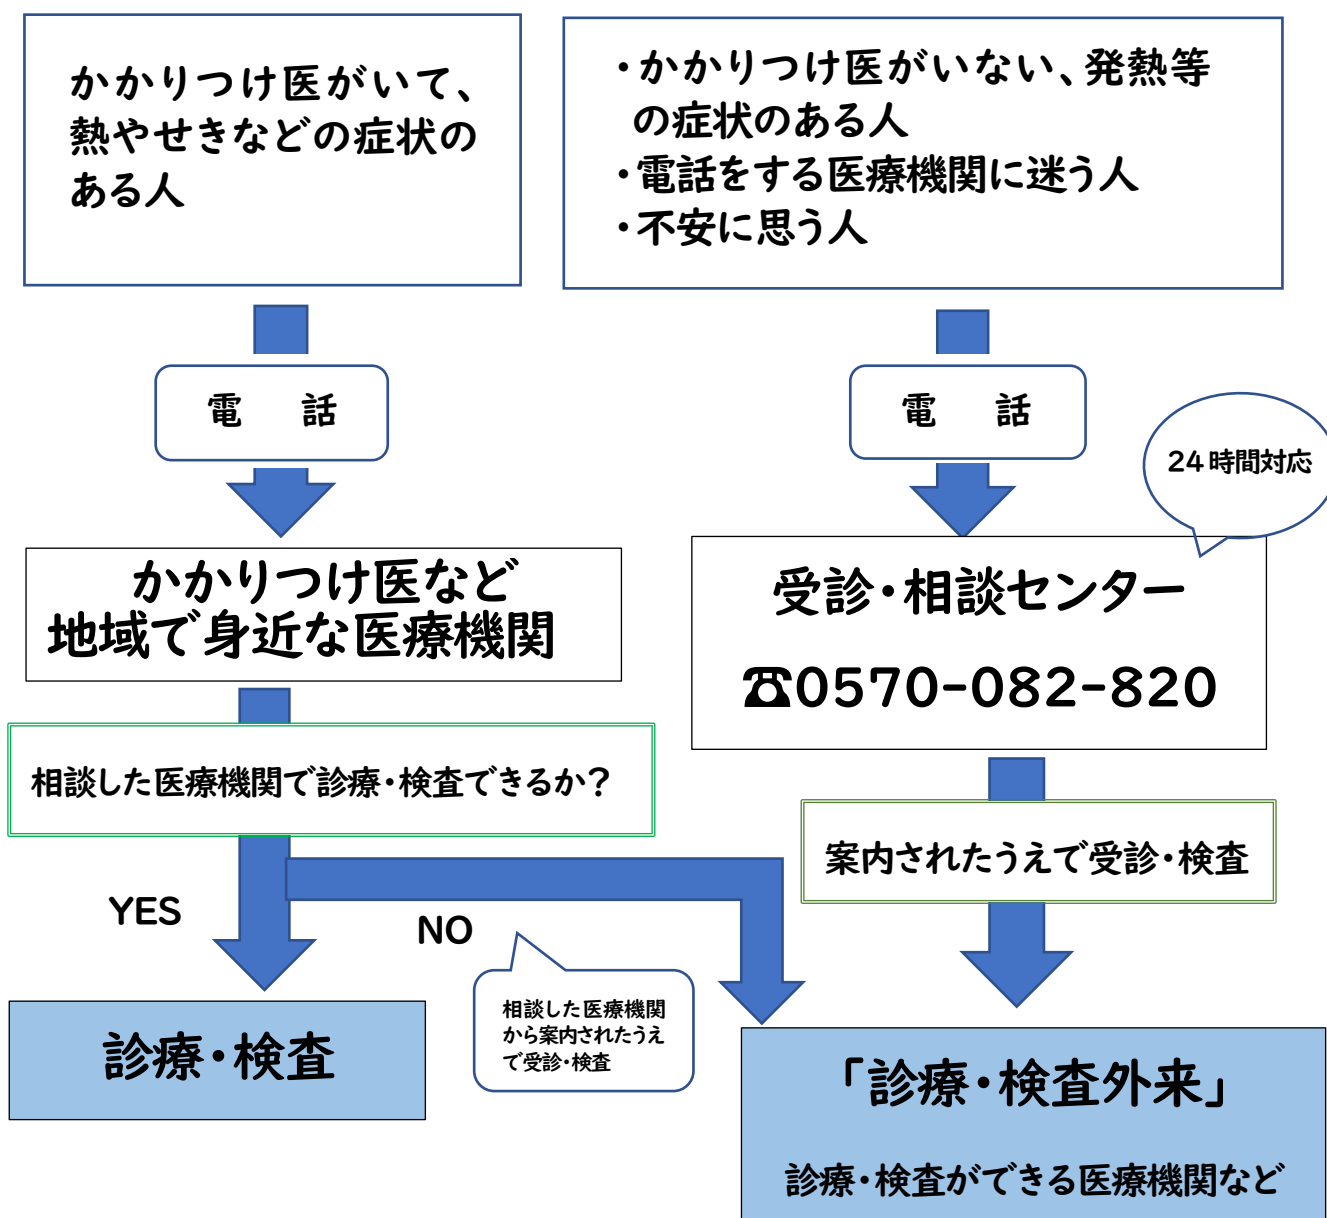 かかりつけ医がいて、
熱やせきなどの症状の
ある人
・かかりつけ医がいない、発熱等
の症状のある人
・電話をする医療機関に迷う人
・不安に思う人
電　話
電　話
24時間対応
かかりつけ医など
地域で身近な医療機関
受診・相談センター
☎0570-082-820
相談した医療機関で診療・検査できるか?
案内されたうえで受診・検査
YES
NO
相談した医療機関
から案内されたうえ
で受診・検査
診療・検査
「診療・検査外来」
診療・検査ができる医療機関など